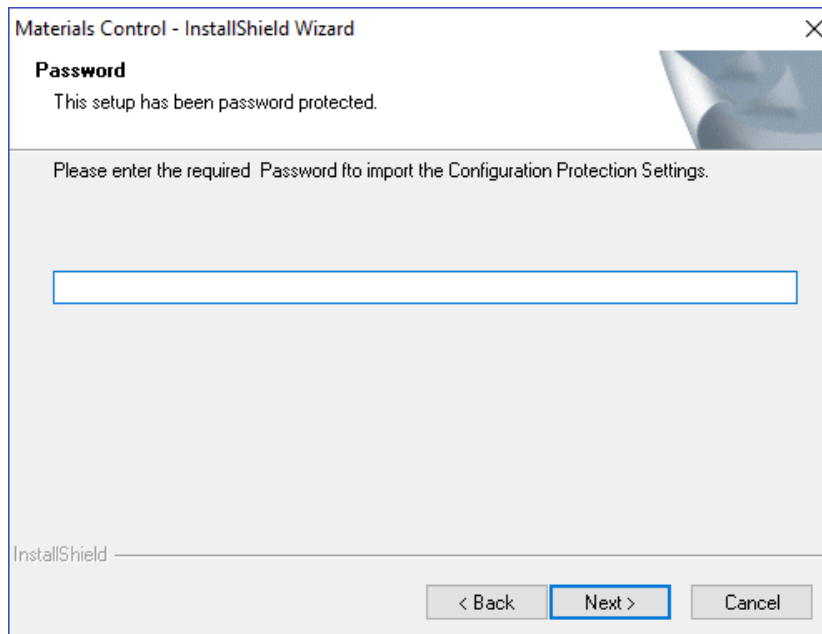 Materials Control - InstallShield Wizard
Password
This setup has been password protected.
Please enter the required  Password fto import the Configuration Protection Settings.
InstallShield
< Back Next > Cancel